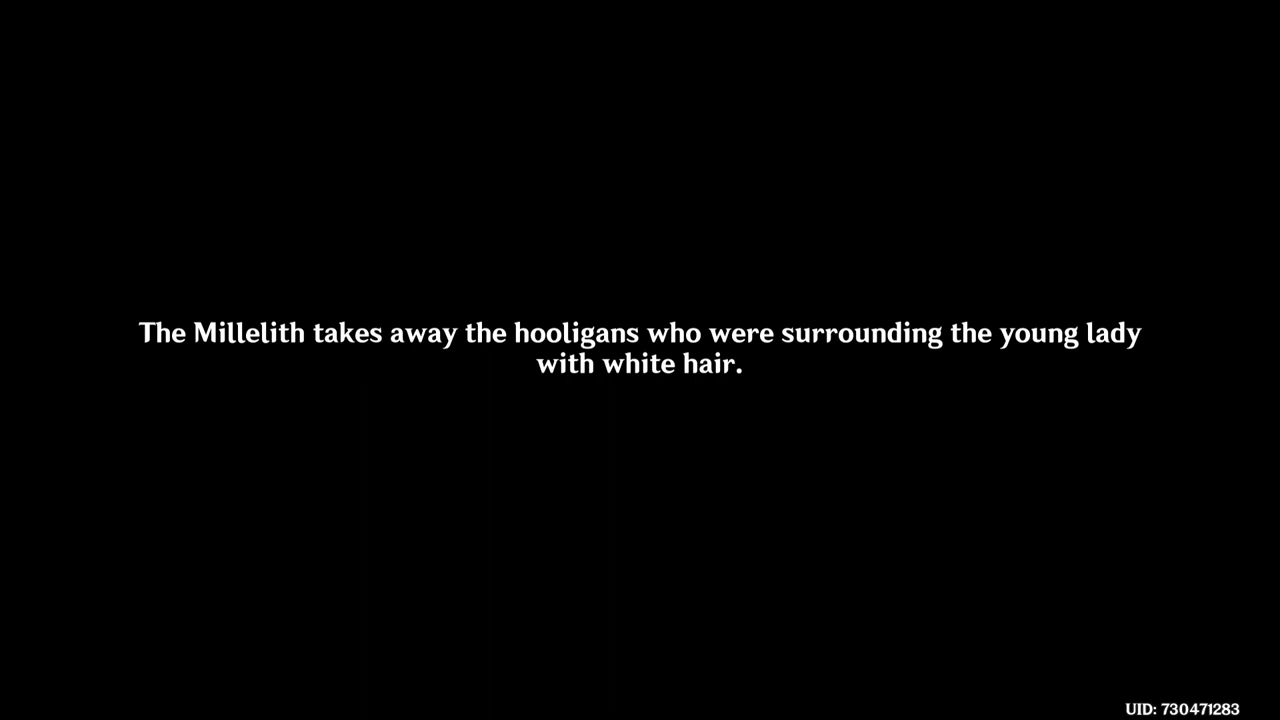 The Millelith takes away the hooligans who were surrounding the young lady
with white hair.
UID: 730471283